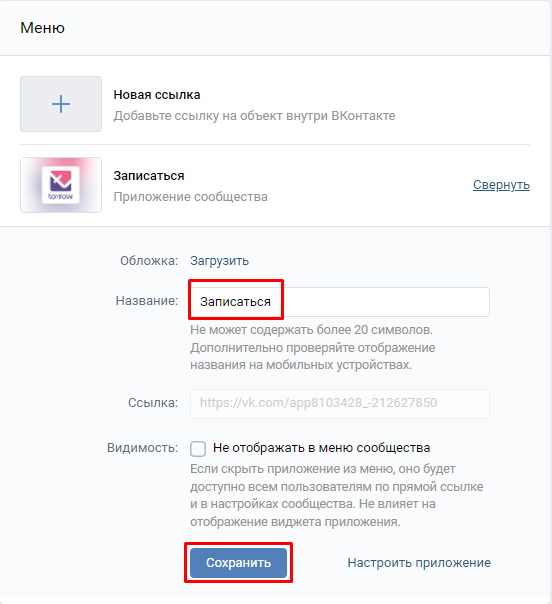 Меню
Новая ссылка
Добавьте ссылку на объект внутри ВКонтакте
torrow
Записаться
Приложение сообщества
Свернуть
Обложка: Загрузить
Название: Записаться
Не может содержать более 20 символов.
Дополнительно проверяйте отображение
названия на мобильных устройствах.
Ссылка: https://vk.com/app8103428_-212627850
Видимость: Не отображать в меню сообщества
Если скрыть приложение из меню, оно будет
доступно всем пользователям по прямой ссылке
и в настройках сообщества. Не влияет на
отображение виджета приложения.
Сохранить Настроить приложение